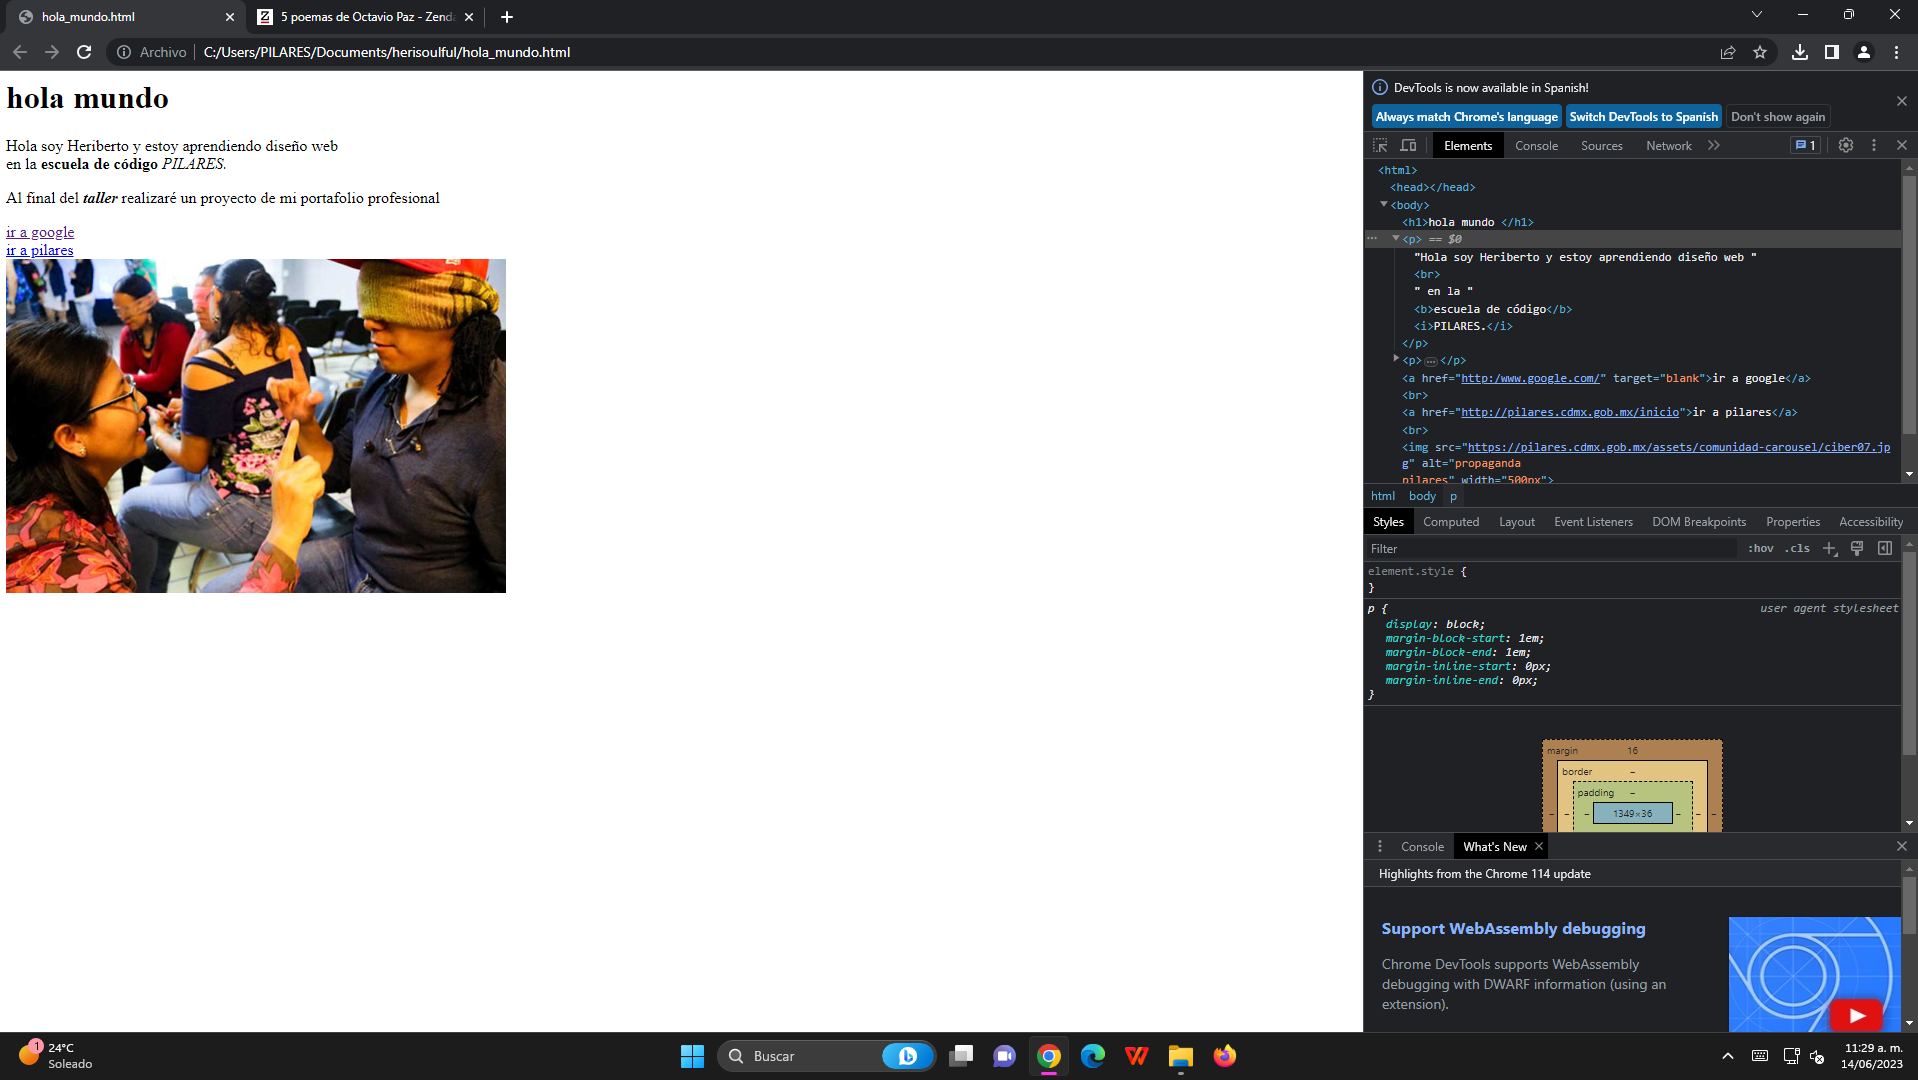 hola_mundo.html
5 poemas de Octavio Paz - Zenda
Archivo
C:/Users/PILARES/Documents/herisoulful/hola_mundo.html
hola mundo
Hola soy Heriberto y estoy aprendiendo diseño web
en la escuela de código PILARES.
Al final del taller realizaré un proyecto de mi portafolio profesional
ir a google
ir a pilares
DevTools is now available in Spanish!
Always match Chrome's language
Switch DevTools to Spanish
Don't show again
Elements Console Sources Network
1
<html>
<head></head>
<body>
<h1>hola mundo </h1>
<p> == $0
"Hola soy Heriberto y estoy aprendiendo diseño web "
<br>
" en la "
<b>escuela de código</b>
<i>PILARES.</i>
</p>
<p>…</p>
<a href="http:/www.google.com/" target="blank">ir a google</a>
<br>
<a href="http://pilares.cdmx.gob.mx/inicio">ir a pilares</a>
<br>
<img src="https://pilares.cdmx.gob.mx/assets/comunidad-carousel/ciber07.jp
g" alt="propaganda
pilares" width="500px">
html body p
Styles Computed Layout Event Listeners DOM Breakpoints Properties Accessibility
Filter
:hov .cls
element.style {
}
p {
user agent stylesheet
display: block;
margin-block-start: 1em;
margin-block-end: 1em;
margin-inline-start: 0px;
margin-inline-end: 0px;
}
margin 16
border –
padding –
– – – 1349×36 – – –
Console What's New
Highlights from the Chrome 114 update
Support WebAssembly debugging
Chrome DevTools supports WebAssembly
debugging with DWARF information (using an
extension).
1
24°C
Soleado
Buscar
11:29 a. m.
14/06/2023